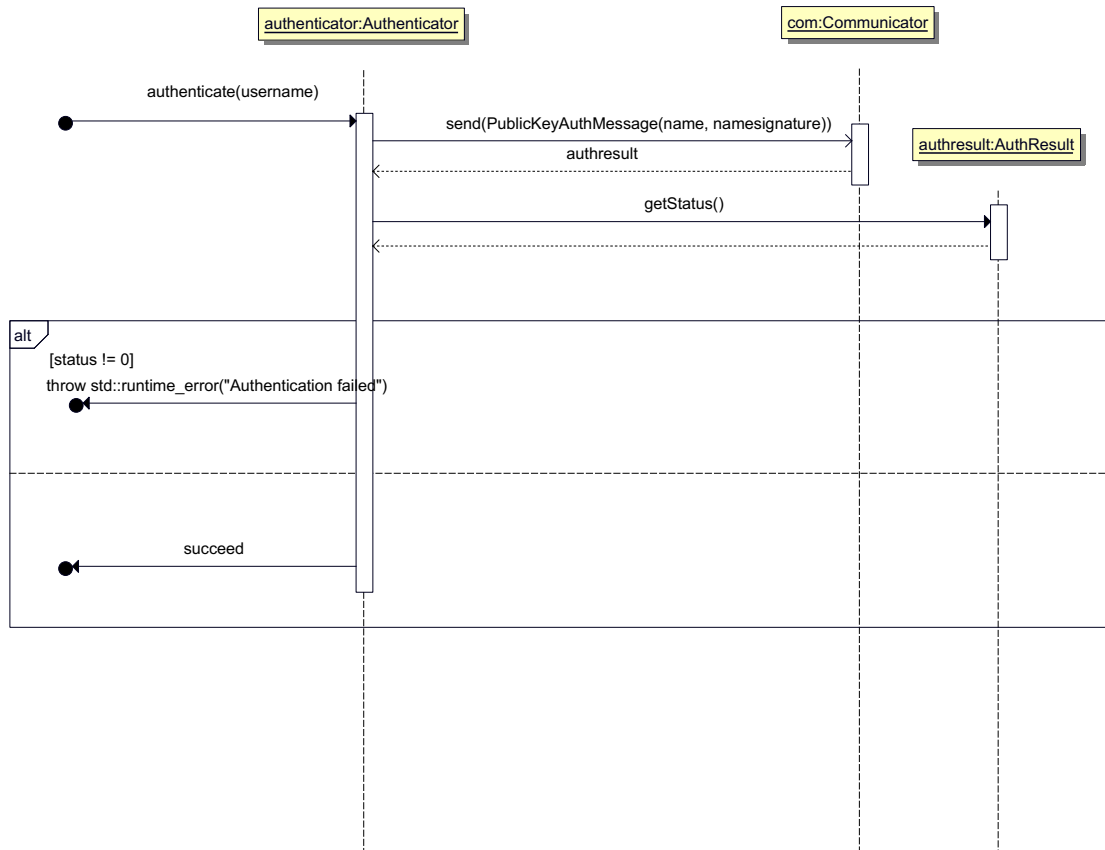 authenticator:Authenticator
com:Communicator
authenticate(username)
send(PublicKeyAuthMessage(name, namesignature))
authresult:AuthResult
authresult
getStatus()
alt
[status != 0]
throw std::runtime_error("Authentication failed")
succeed